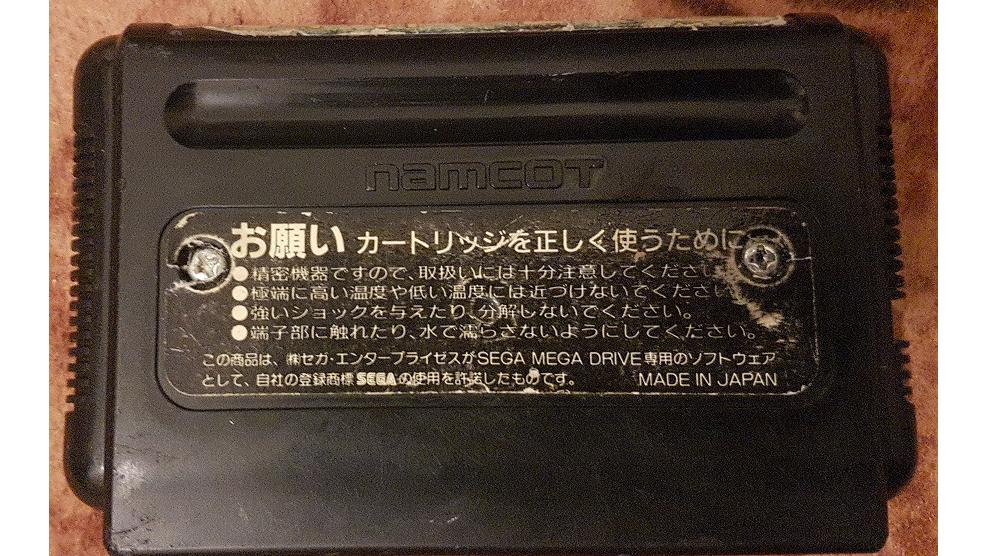 namcot
お願い カートリッジを正しく使うために
●精密機器ですので、取扱いには十分注意してください
●極端に高い温度や低い温度には近づけないでください
●強いショックを与えたり、分解しないでください。
●端子部に触れたり、水で濡らさないようにしてください。
この商品は、㈱セガ・エンタープライゼスがSEGA MEGA DRIVE専用のソフトウェア
として、自社の登録商標SEGAの使用を許諾したものです。 MADE IN JAPAN